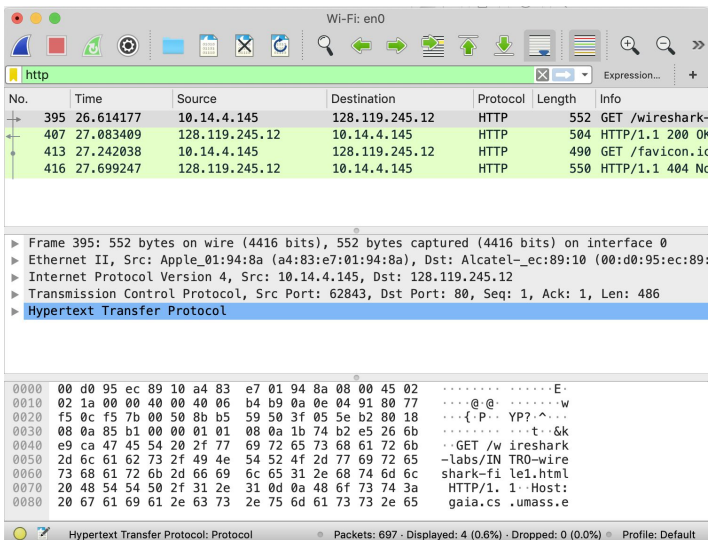 Wi-Fi: en0
http
Expression...
+
No. Time Source Destination Protocol Length Info
395 26.614177 10.14.4.145 128.119.245.12 HTTP 552 GET /wireshark-
407 27.083409 128.119.245.12 10.14.4.145 HTTP 504 HTTP/1.1 200 OK
413 27.242038 10.14.4.145 128.119.245.12 HTTP 490 GET /favicon.ic
416 27.699247 128.119.245.12 10.14.4.145 HTTP 550 HTTP/1.1 404 No
Frame 395: 552 bytes on wire (4416 bits), 552 bytes captured (4416 bits) on interface 0
Ethernet II, Src: Apple_01:94:8a (a4:83:e7:01:94:8a), Dst: Alcatel-_ec:89:10 (00:d0:95:ec:89:
Internet Protocol Version 4, Src: 10.14.4.145, Dst: 128.119.245.12
Transmission Control Protocol, Src Port: 62843, Dst Port: 80, Seq: 1, Ack: 1, Len: 486
Hypertext Transfer Protocol
0000 00 d0 95 ec 89 10 a4 83 e7 01 94 8a 08 00 45 02 ········ ······E·
0010 02 1a 00 00 40 00 40 06 b4 b9 0a 0e 04 91 80 77 ····@·@· ·······w
0020 f5 0c f5 7b 00 50 8b b5 59 50 3f 05 5e b2 80 18 ···{·P·· YP?·^···
0030 08 0a 85 b1 00 00 01 01 08 0a 1b 74 b2 e5 26 6b ········ ···t··&k
0040 e9 ca 47 45 54 20 2f 77 69 72 65 73 68 61 72 6b ··GET /w ireshark
0050 2d 6c 61 62 73 2f 49 4e 54 52 4f 2d 77 69 72 65 -labs/IN TRO-wire
0060 73 68 61 72 6b 2d 66 69 6c 65 31 2e 68 74 6d 6c shark-fi le1.html
0070 20 48 54 54 50 2f 31 2e 31 0d 0a 48 6f 73 74 3a HTTP/1. 1··Host:
0080 20 67 61 69 61 2e 63 73 2e 75 6d 61 73 73 2e 65 gaia.cs .umass.e
Hypertext Transfer Protocol: Protocol Packets: 697 · Displayed: 4 (0.6%) · Dropped: 0 (0.0%) Profile: Default